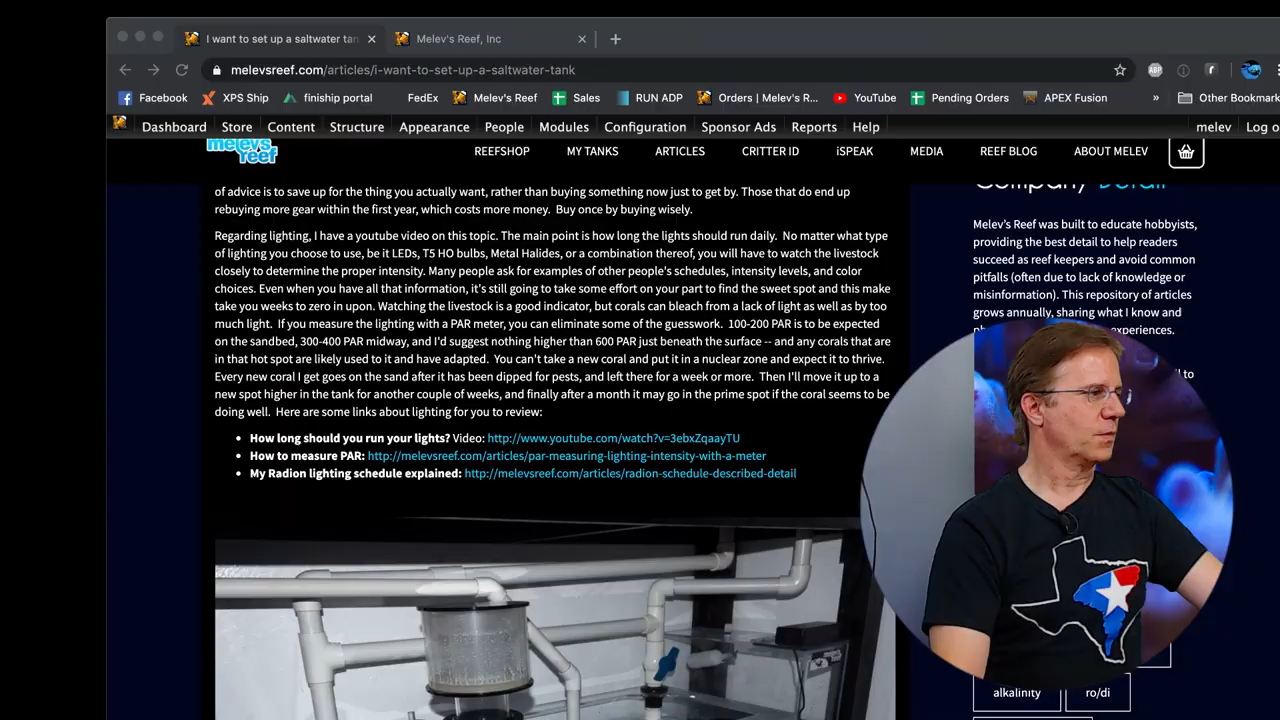 I want to set up a saltwater tan
Melev's Reef, Inc
melevsreef.com/articles/i-want-to-set-up-a-saltwater-tank
ABP
Facebook
XPS Ship
finiship portal
FedEx
Melev's Reef
Sales
RUN ADP
Orders | Melev's R...
YouTube
Pending Orders
APEX Fusion
»
Other Bookmark
Dashboard
Store
Content
Structure
Appearance
People
Modules
Configuration
Sponsor Ads
Reports
Help
melev
Log o
melevs
reef
REEFSHOP
MY TANKS
ARTICLES
CRITTER ID
iSPEAK
MEDIA
REEF BLOG
ABOUT MELEV
of advice is to save up for the thing you actually want, rather than buying something now just to get by. Those that do end up
rebuying more gear within the first year, which costs more money. Buy once by buying wisely.
Regarding lighting, I have a youtube video on this topic. The main point is how long the lights should run daily. No matter what type
of lighting you choose to use, be it LEDs, T5 HO bulbs, Metal Halides, or a combination thereof, you will have to watch the livestock
closely to determine the proper intensity. Many people ask for examples of other people's schedules, intensity levels, and color
choices. Even when you have all that information, it's still going to take some effort on your part to find the sweet spot and this make
take you weeks to zero in upon. Watching the livestock is a good indicator, but corals can bleach from a lack of light as well as by too
much light. If you measure the lighting with a PAR meter, you can eliminate some of the guesswork. 100-200 PAR is to be expected
on the sandbed, 300-400 PAR midway, and I'd suggest nothing higher than 600 PAR just beneath the surface -- and any corals that are
in that hot spot are likely used to it and have adapted. You can't take a new coral and put it in a nuclear zone and expect it to thrive.
Every new coral I get goes on the sand after it has been dipped for pests, and left there for a week or more. Then I'll move it up to a
new spot higher in the tank for another couple of weeks, and finally after a month it may go in the prime spot if the coral seems to be
doing well. Here are some links about lighting for you to review:
• How long should you run your lights? Video: http://www.youtube.com/watch?v=3ebxZqaayTU
• How to measure PAR: http://melevsreef.com/articles/par-measuring-lighting-intensity-with-a-meter
• My Radion lighting schedule explained: http://melevsreef.com/articles/radion-schedule-described-detail
Company Detail
Melev's Reef was built to educate hobbyists,
providing the best detail to help readers
succeed as reef keepers and avoid common
pitfalls (often due to lack of knowledge or
misinformation). This repository of articles
grows annually, sharing what I know and
experiences.
to
alkalinity
ro/di